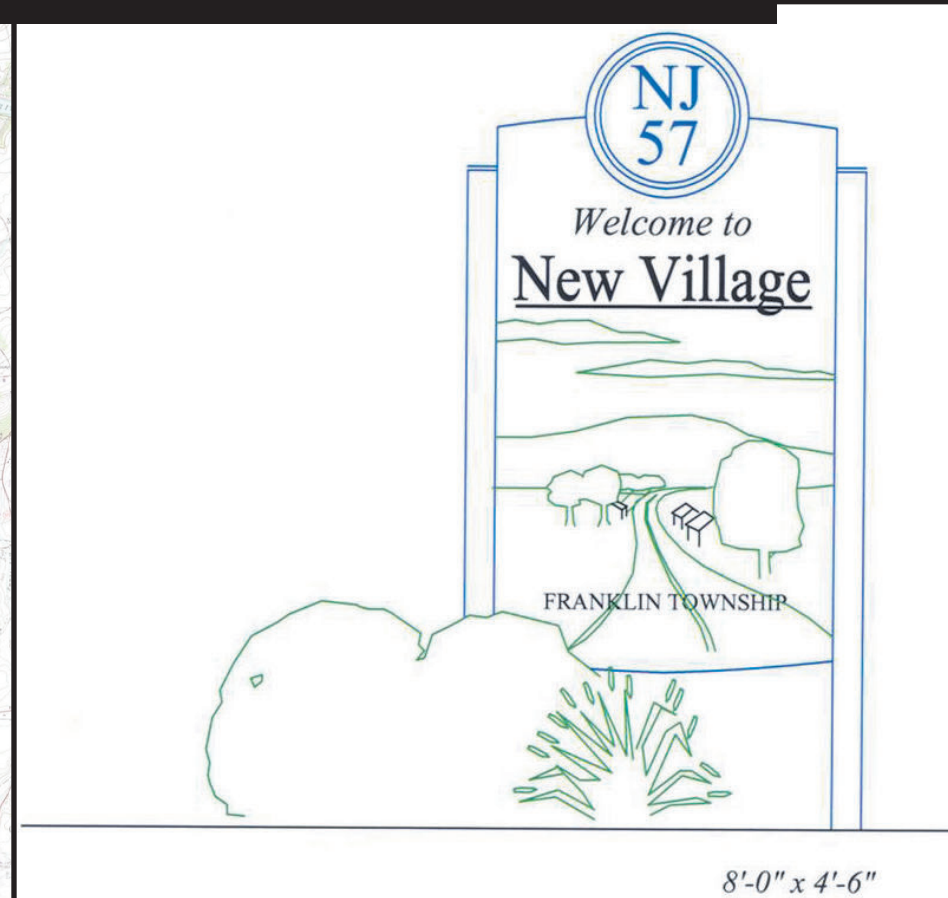 NJ
57
Welcome to
New Village
FRANKLIN TOWNSHIP
8'-0" x 4'-6"